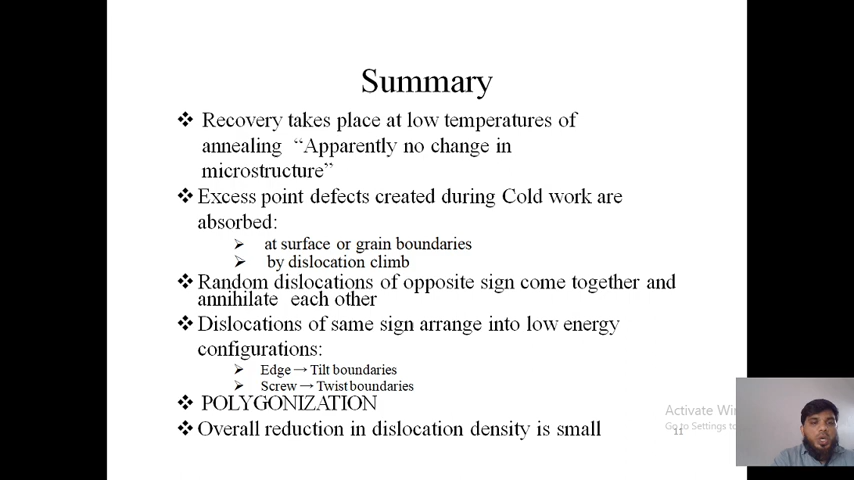 Summary
❖ Recovery takes place at low temperatures of
annealing “Apparently no change in
microstructure”
❖ Excess point defects created during Cold work are
absorbed:
➢ at surface or grain boundaries
➢ by dislocation climb
❖ Random dislocations of opposite sign come together and
annihilate each other
❖ Dislocations of same sign arrange into low energy
configurations:
➢ Edge → Tilt boundaries
➢ Screw → Twist boundaries
❖ POLYGONIZATION
❖ Overall reduction in dislocation density is small
Activate
Go to Settings to
11